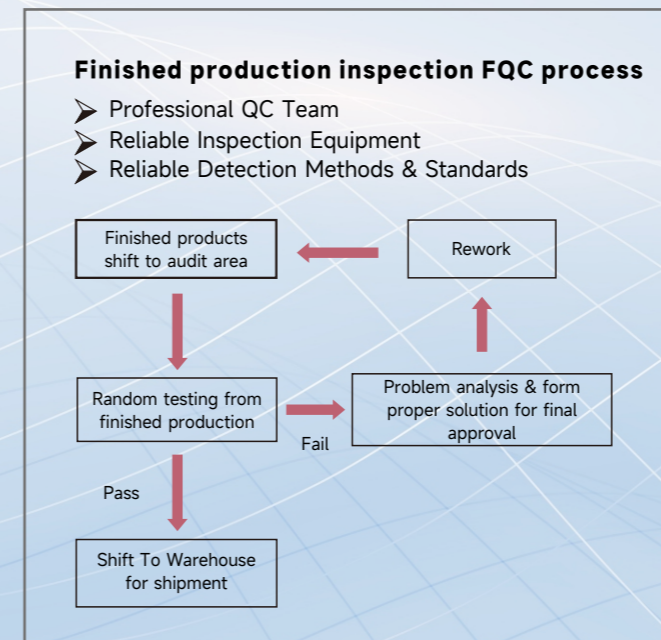 Finished production inspection FQC process
Professional QC Team
Reliable Inspection Equipment
Reliable Detection Methods & Standards
Finished products
shift to audit area
Rework
Random testing from
finished production
Fail
Problem analysis & form
proper solution for final
approval
Pass
Shift To Warehouse
for shipment